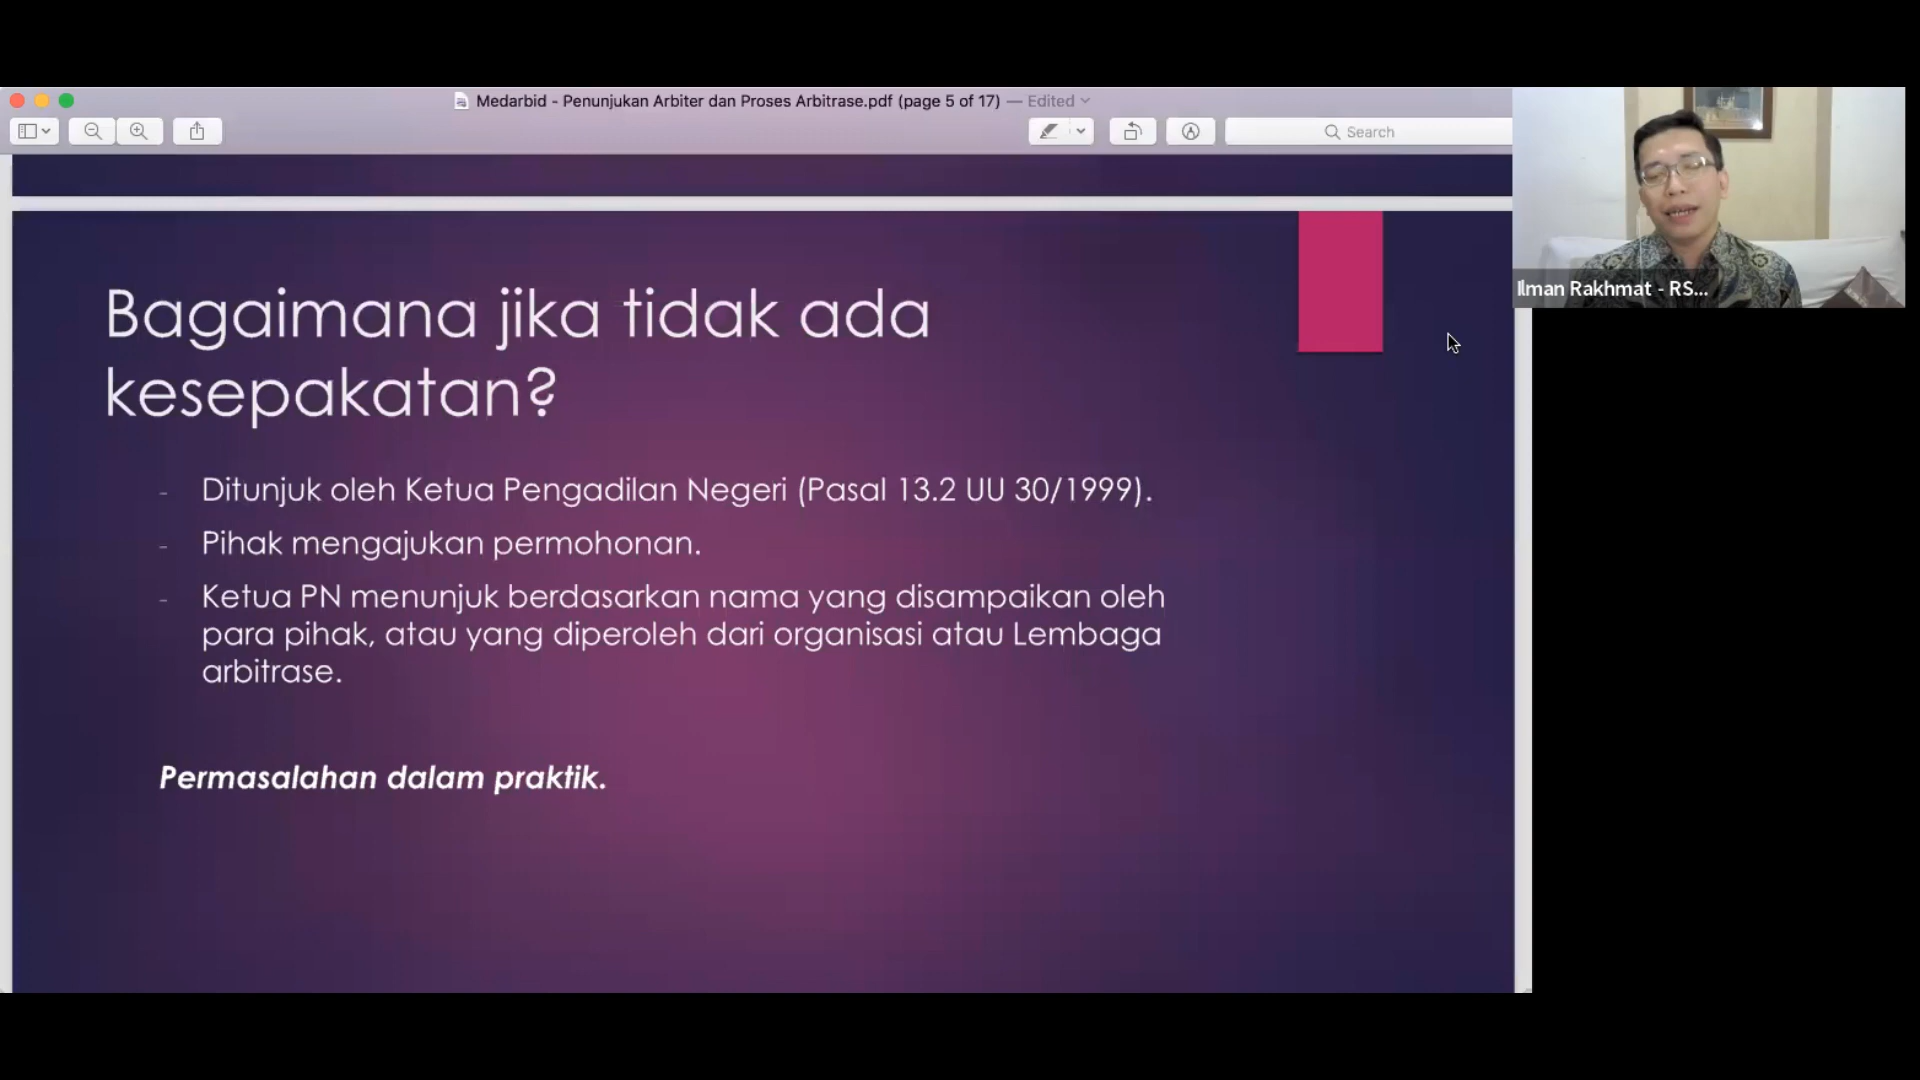 Medarbid - Penunjukan Arbiter dan Proses Arbitrase.pdf (page 5 of 17) — Edited
Search
Ilman Rakhmat - RS...
Bagaimana jika tidak ada
kesepakatan?
- Ditunjuk oleh Ketua Pengadilan Negeri (Pasal 13.2 UU 30/1999).
- Pihak mengajukan permohonan.
- Ketua PN menunjuk berdasarkan nama yang disampaikan oleh
para pihak, atau yang diperoleh dari organisasi atau Lembaga
arbitrase.
Permasalahan dalam praktik.